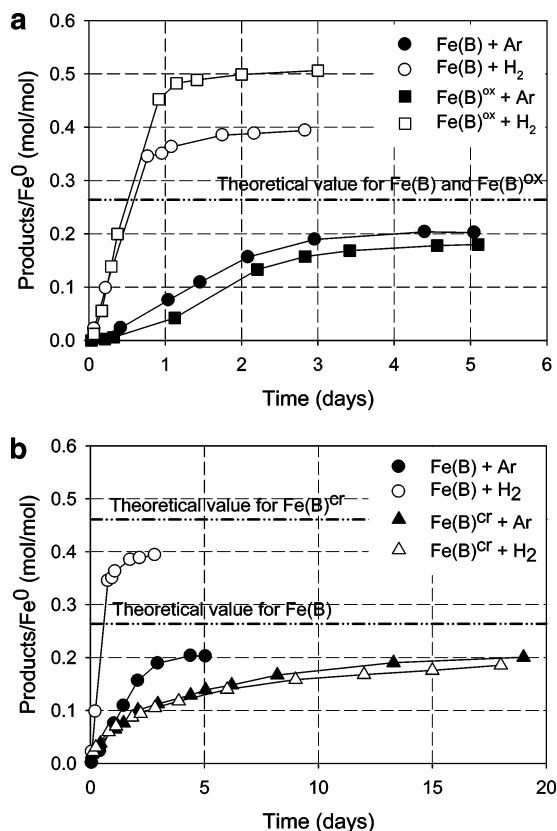 a
Products/Fe⁰ (mol/mol)
0.6
0.5
0.4
0.3
0.2
0.1
0.0
Fe(B) + Ar
Fe(B) + H₂
Fe(B)ᵒˣ + Ar
Fe(B)ᵒˣ + H₂
Theoretical value for Fe(B) and Fe(B)ᵒˣ
0 1 2 3 4 5 6
Time (days)
b
Products/Fe⁰ (mol/mol)
0.6
0.5
0.4
0.3
0.2
0.1
0.0
Fe(B) + Ar
Fe(B) + H2
Fe(B)ᶜʳ + Ar
Fe(B)ᶜʳ + H2
Theoretical value for Fe(B)ᶜʳ
Theoretical value for Fe(B)
0 5 10 15 20
Time (days)